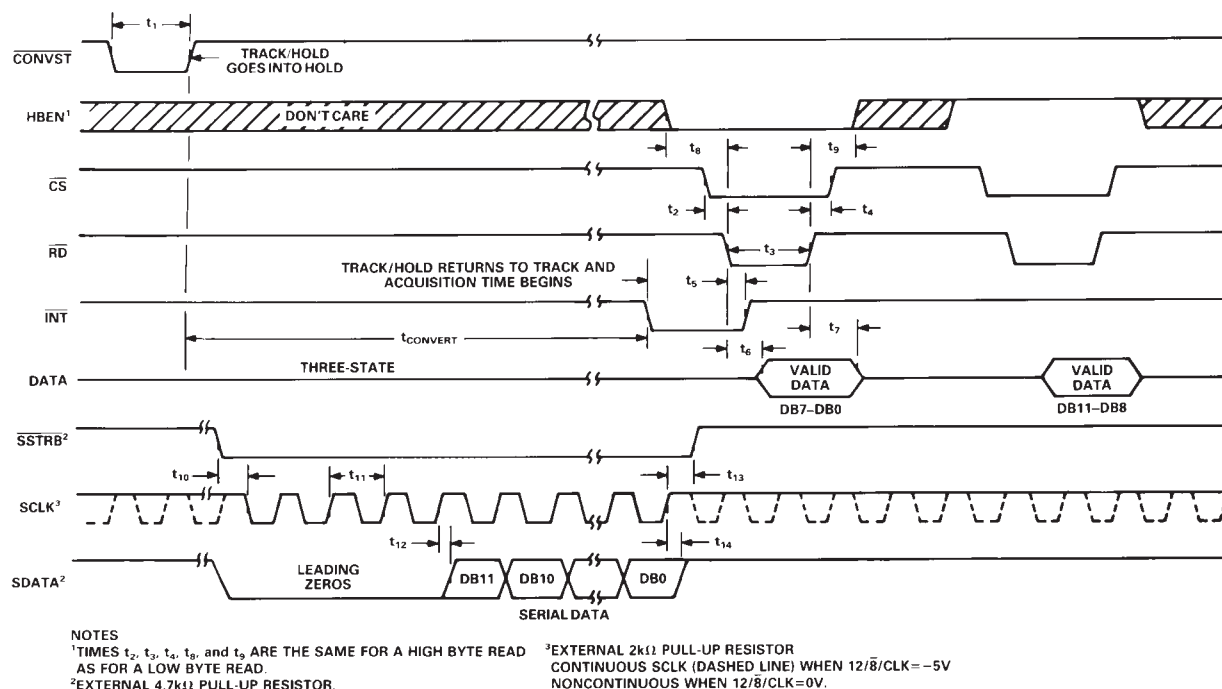 t1
CONVST
TRACK/HOLD
GOES INTO HOLD
HBEN1
DON'T CARE
t8
t9
CS
t2
t4
RD
t3
TRACK/HOLD RETURNS TO TRACK AND
ACQUISITION TIME BEGINS
t5
INT
tCONVERT
t7
t6
THREE-STATE
DATA
VALID
DATA
VALID
DATA
DB7–DB0
DB11–DB8
SSTRB2
t10
t11
t13
SCLK3
t12
t14
SDATA2
LEADING
ZEROS
DB11
DB10
DB0
SERIAL DATA
NOTES
1TIMES t2, t3, t4, t8, and t9 ARE THE SAME FOR A HIGH BYTE READ
AS FOR A LOW BYTE READ.
2EXTERNAL 4.7kΩ PULL-UP RESISTOR.
3EXTERNAL 2kΩ PULL-UP RESISTOR
CONTINUOUS SCLK (DASHED LINE) WHEN 12/8/CLK=–5V
NONCONTINUOUS WHEN 12/8/CLK=0V.